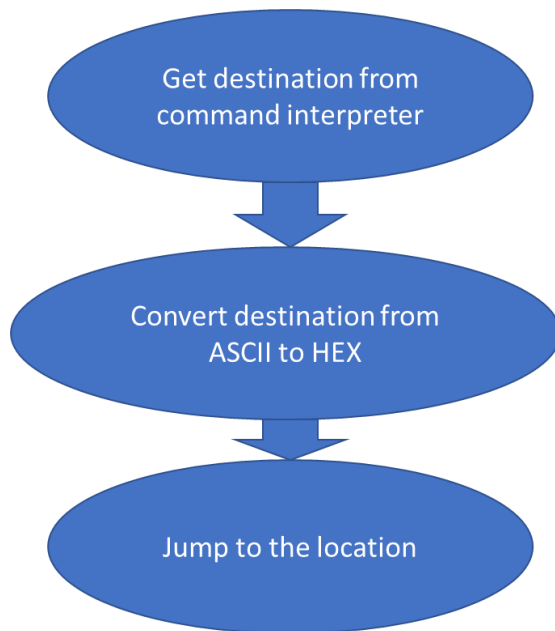 Get destination from
command interpreter
Convert destination from
ASCII to HEX
Jump to the location